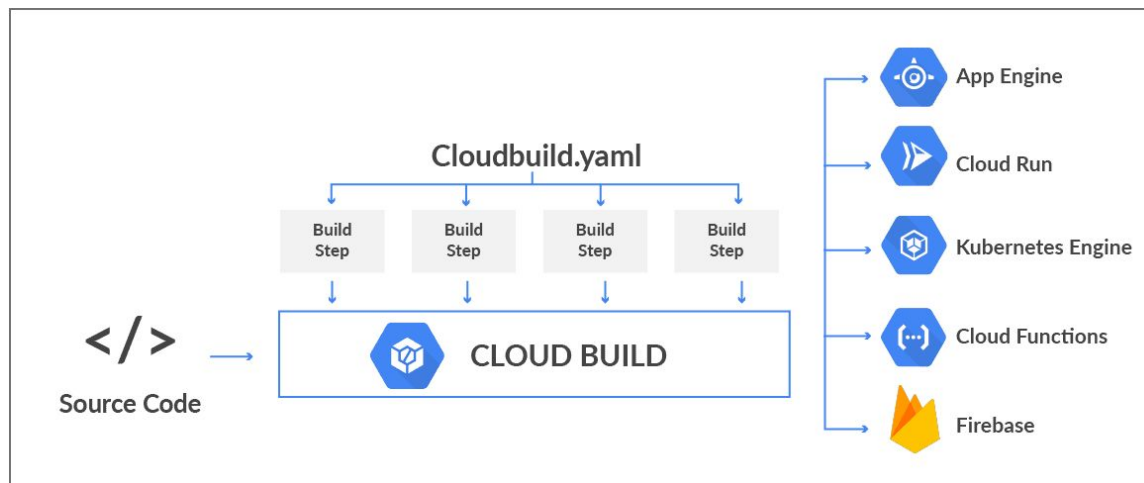 Cloudbuild.yaml
Build
Step
Build
Step
Build
Step
Build
Step
</>
Source Code
CLOUD BUILD
App Engine
Cloud Run
Kubernetes Engine
Cloud Functions
Firebase